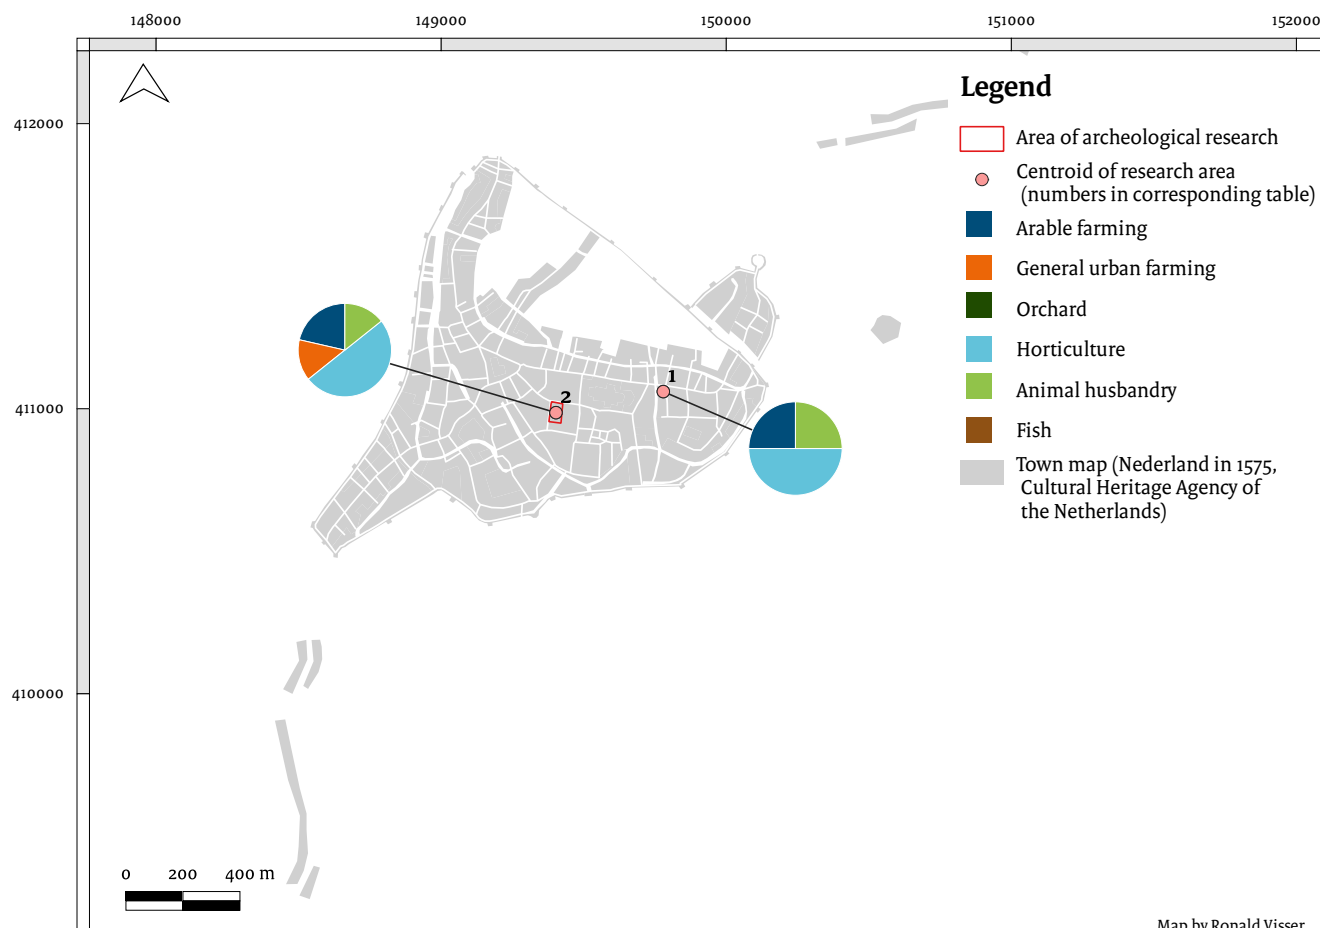 148000
149000
150000
151000
152000
412000
411000
410000
Legend
Area of archeological research
Centroid of research area
(numbers in corresponding table)
Arable farming
General urban farming
Orchard
Horticulture
Animal husbandry
Fish
Town map (Nederland in 1575,
Cultural Heritage Agency of
the Netherlands)
1
2
0 200 400 m
Map by Ronald Visser